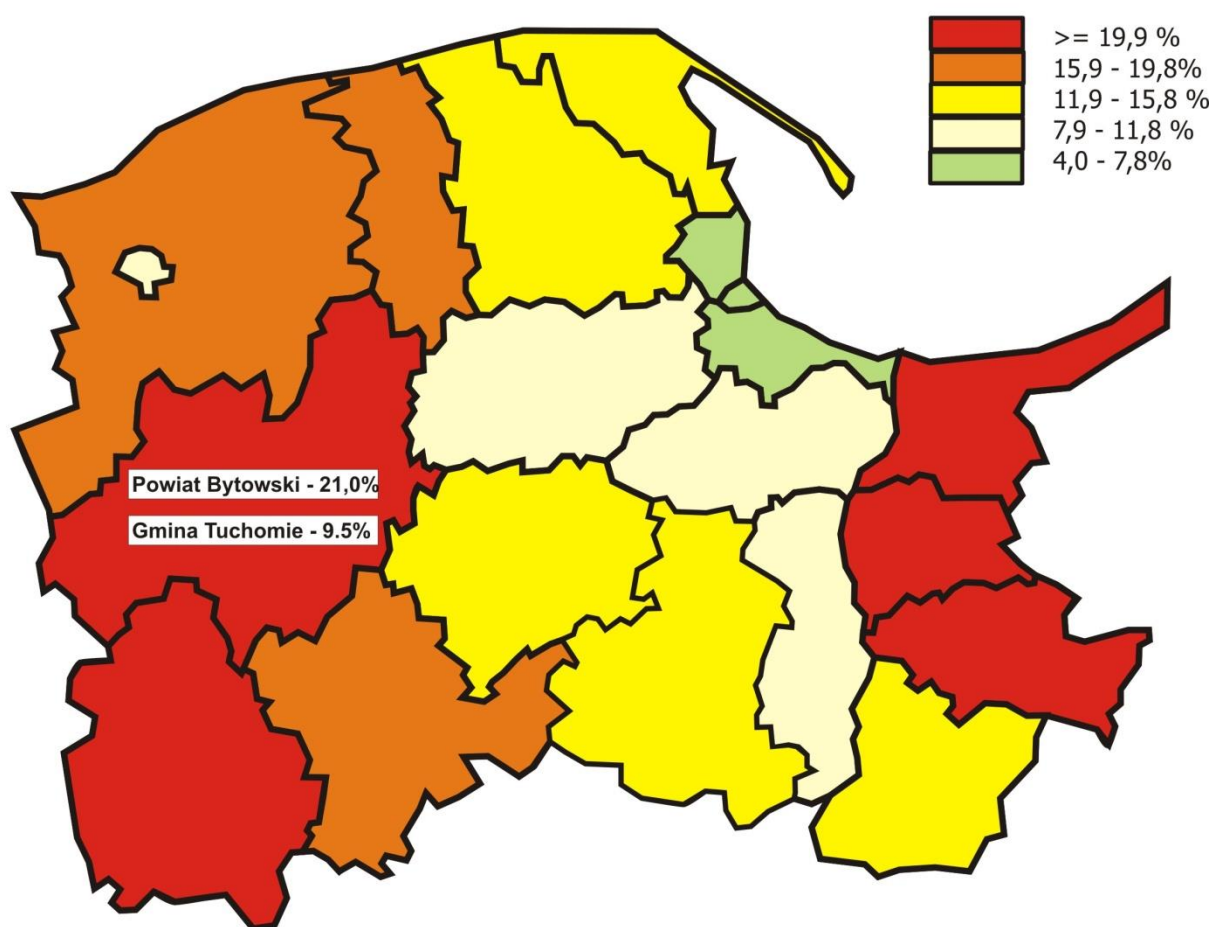 >= 19,9 %
15,9 - 19,8%
11,9 - 15,8 %
7,9 - 11,8 %
4,0 - 7,8%
Powiat Bytowski - 21,0%
Gmina Tuchomie - 9.5%